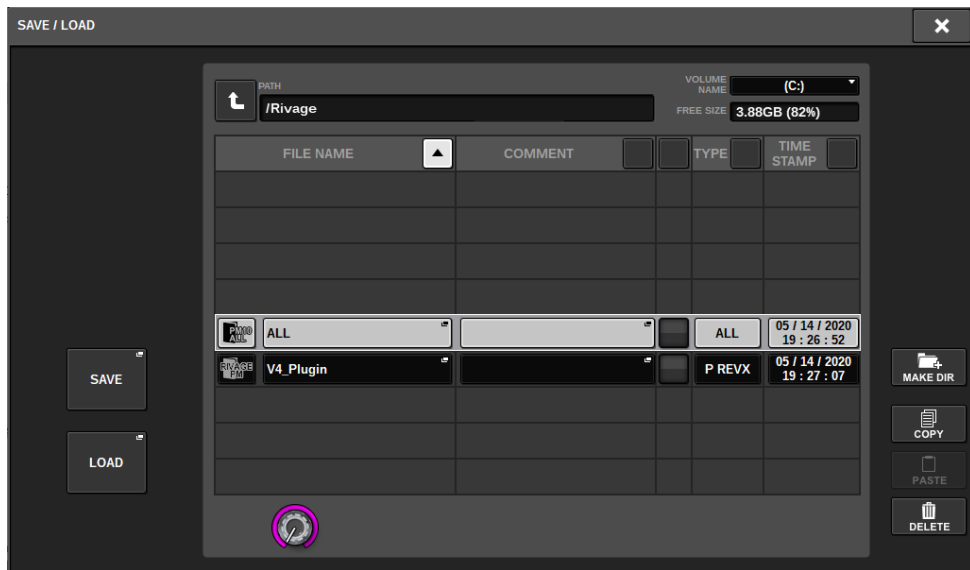 SAVE / LOAD
PATH
/Rivage
VOLUME
NAME
(C:)
FREE SIZE
3.88GB (82%)
FILE NAME
COMMENT
TYPE
TIME
STAMP
PM10
ALL
ALL
ALL
05 / 14 / 2020
19 : 26 : 52
RIVAGE
PM
V4_Plugin
P REVX
05 / 14 / 2020
19 : 27 : 07
SAVE
LOAD
MAKE DIR
COPY
PASTE
DELETE